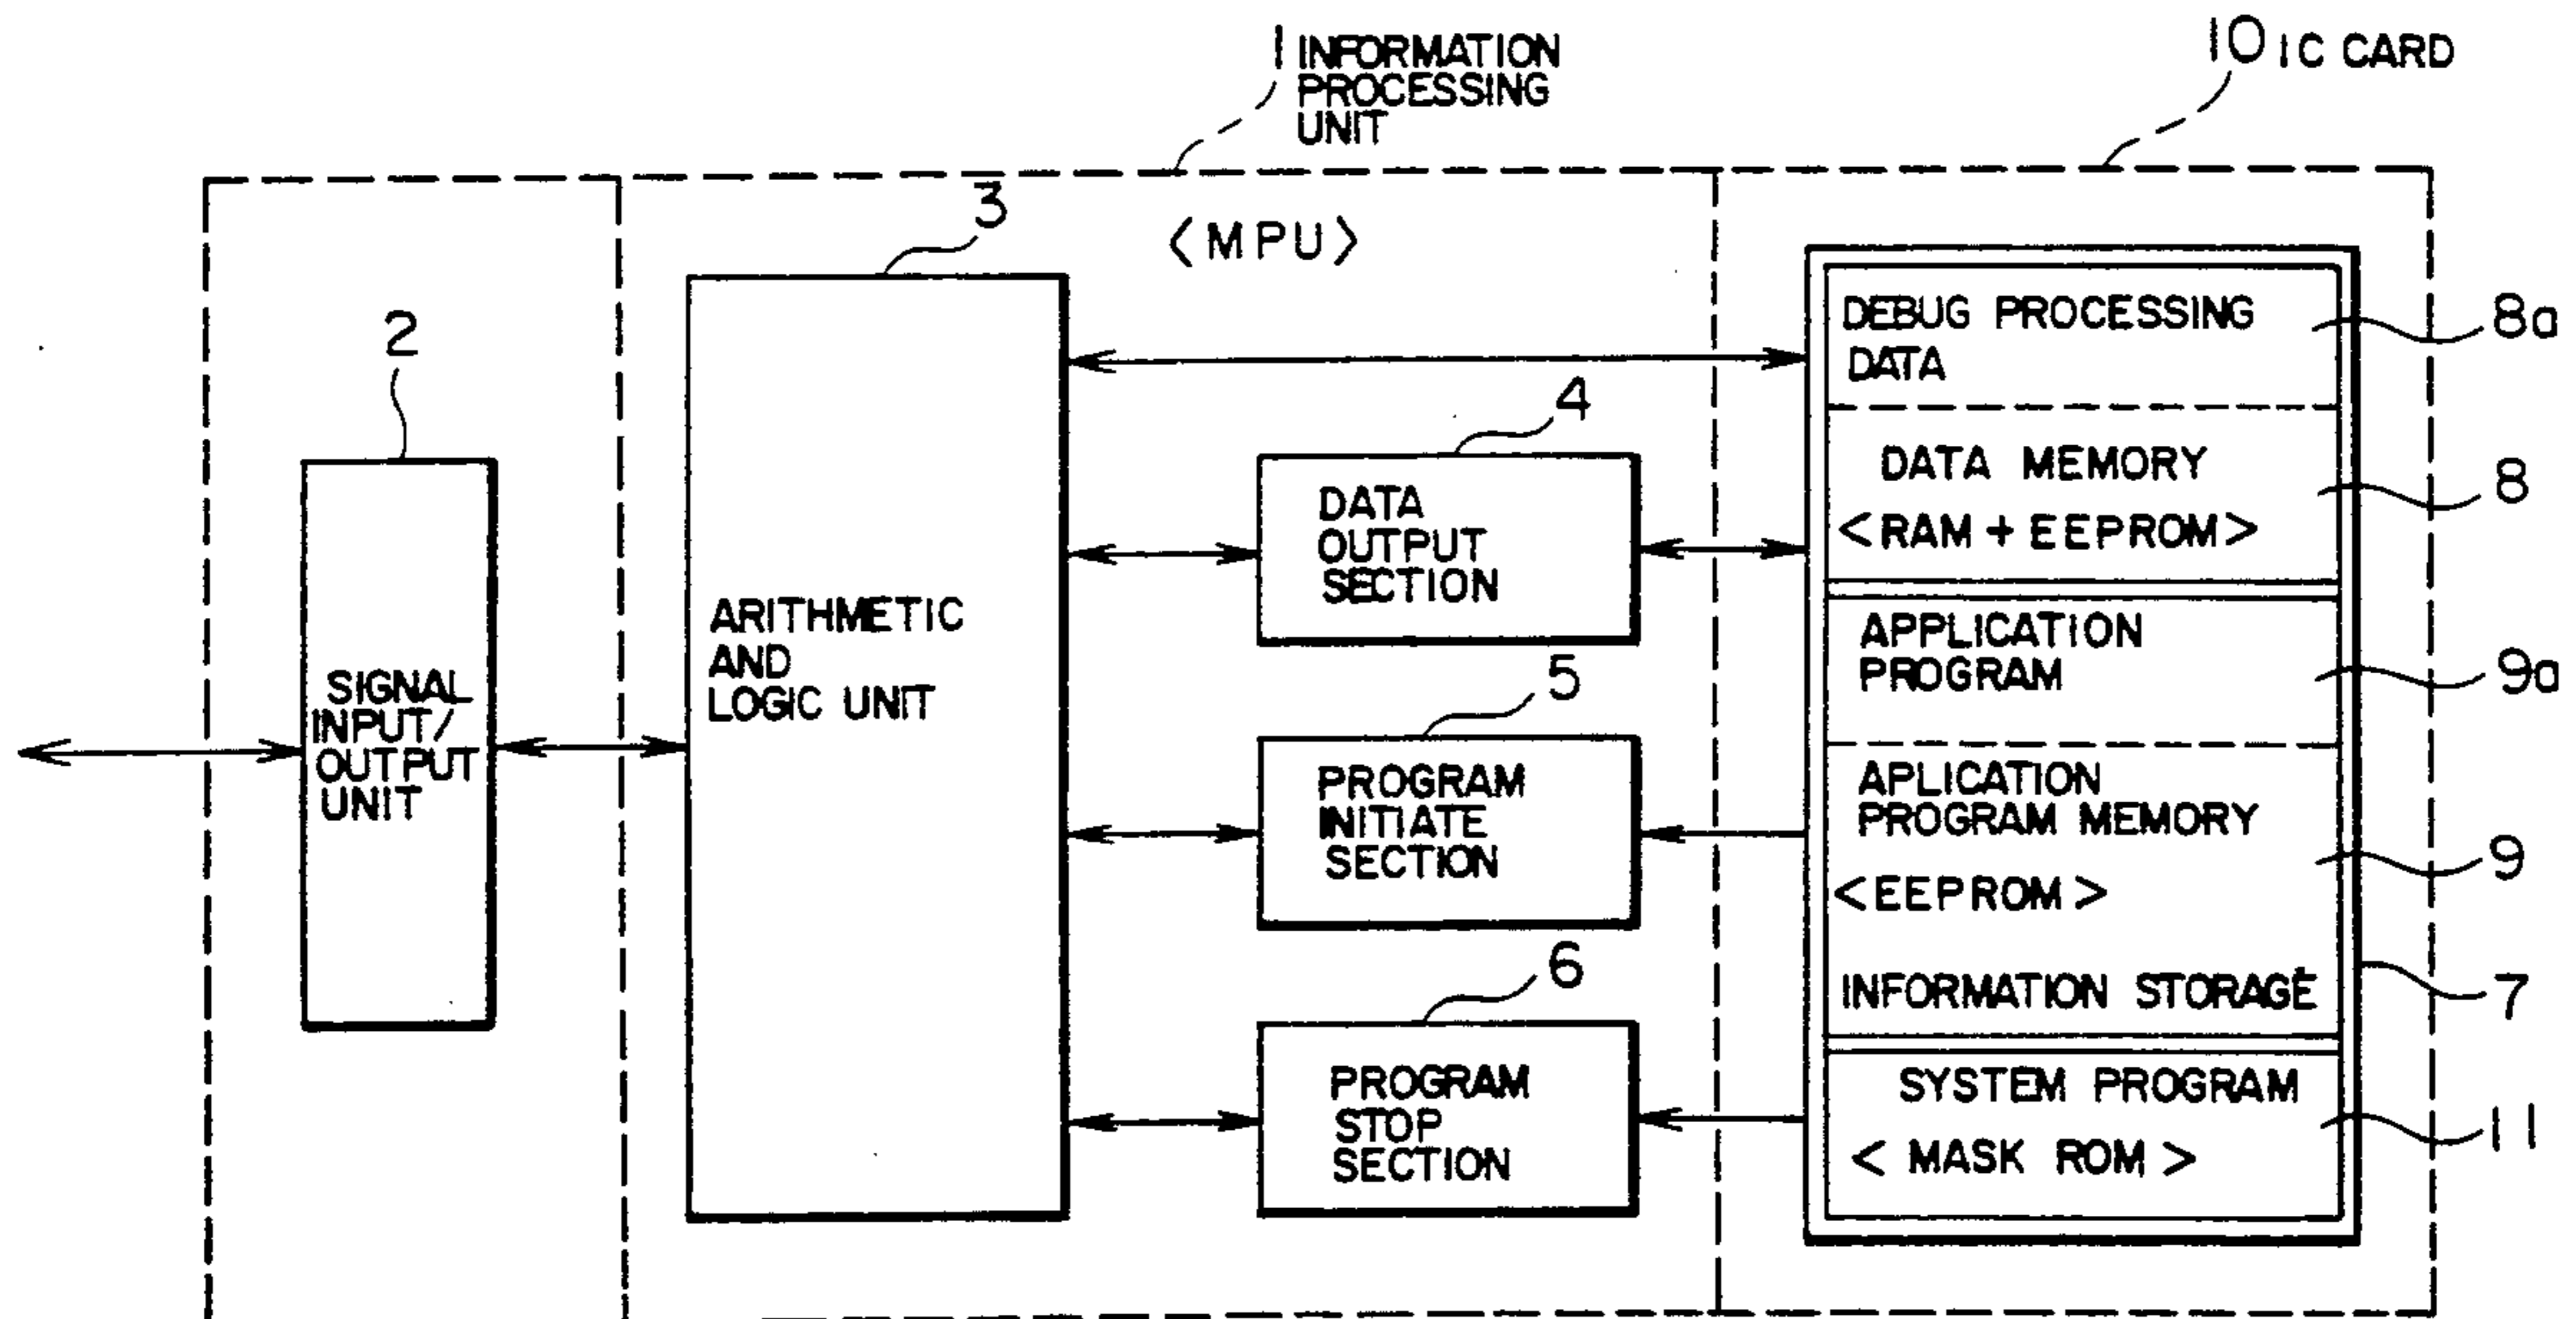 1 INFORMATION
PROCESSING
UNIT
10 IC CARD
<MPU>
2
SIGNAL
INPUT/
OUTPUT
UNIT
3
ARITHMETIC
AND
LOGIC UNIT
4
DATA
OUTPUT
SECTION
5
PROGRAM
INITIATE
SECTION
6
PROGRAM
STOP
SECTION
DEBUG PROCESSING
DATA
8a
DATA MEMORY
<RAM + EEPROM>
8
APPLICATION
PROGRAM
9a
APLICATION
PROGRAM MEMORY
<EEPROM>
9
INFORMATION STORAGE
7
SYSTEM PROGRAM
< MASK ROM >
11